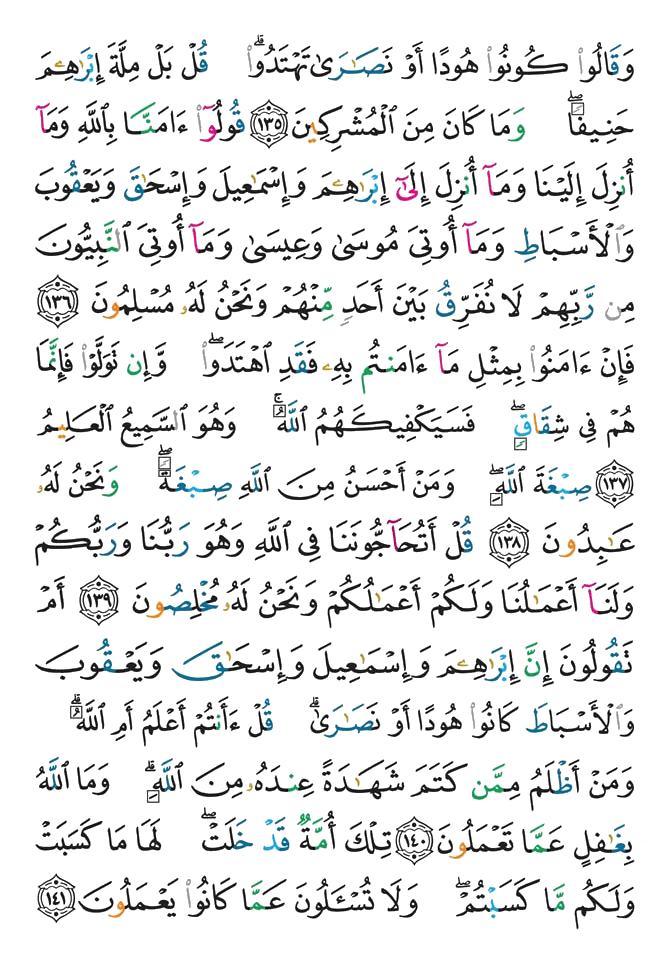 وَقَالُوا۟ كُونُوا۟ هُودًا أَوْ نَصَـٰرَىٰ تَهْتَدُوا۟ ۗ قُلْ بَلْ مِلَّةَ إِبْرَٰهِـۧمَ
حَنِيفًا ۖ وَمَا كَانَ مِنَ ٱلْمُشْرِكِينَ ١٣٥ قُولُوٓا۟ ءَامَنَّا بِٱللَّهِ وَمَآ
أُنزِلَ إِلَيْنَا وَمَآ أُنزِلَ إِلَىٰٓ إِبْرَٰهِـۧمَ وَإِسْمَـٰعِيلَ وَإِسْحَـٰقَ وَيَعْقُوبَ
وَٱلْأَسْبَاطِ وَمَآ أُوتِىَ مُوسَىٰ وَعِيسَىٰ وَمَآ أُوتِىَ ٱلنَّبِيُّونَ
مِن رَّبِّهِمْ لَا نُفَرِّقُ بَيْنَ أَحَدٍ مِّنْهُمْ وَنَحْنُ لَهُۥ مُسْلِمُونَ ١٣٦
فَإِنْ ءَامَنُوا۟ بِمِثْلِ مَآ ءَامَنتُم بِهِۦ فَقَدِ ٱهْتَدَوا۟ ۖ وَّإِن تَوَلَّوْا۟ فَإِنَّمَا
هُمْ فِى شِقَاقٍ ۖ فَسَيَكْفِيكَهُمُ ٱللَّهُ ۚ وَهُوَ ٱلسَّمِيعُ ٱلْعَلِيمُ
١٣٧ صِبْغَةَ ٱللَّهِ ۖ وَمَنْ أَحْسَنُ مِنَ ٱللَّهِ صِبْغَةً ۖ وَنَحْنُ لَهُۥ
عَـٰبِدُونَ ١٣٨ قُلْ أَتُحَآجُّونَنَا فِى ٱللَّهِ وَهُوَ رَبُّنَا وَرَبُّكُمْ
وَلَنَآ أَعْمَـٰلُنَا وَلَكُمْ أَعْمَـٰلُكُمْ وَنَحْنُ لَهُۥ مُخْلِصُونَ ١٣٩ أَمْ
تَقُولُونَ إِنَّ إِبْرَٰهِـۧمَ وَإِسْمَـٰعِيلَ وَإِسْحَـٰقَ وَيَعْقُوبَ
وَٱلْأَسْبَاطَ كَانُوا۟ هُودًا أَوْ نَصَـٰرَىٰ ۗ قُلْ ءَأَنتُمْ أَعْلَمُ أَمِ ٱللَّهُ ۗ
وَمَنْ أَظْلَمُ مِمَّن كَتَمَ شَهَـٰدَةً عِندَهُۥ مِنَ ٱللَّهِ ۗ وَمَا ٱللَّهُ
بِغَـٰفِلٍ عَمَّا تَعْمَلُونَ ١٤٠ تِلْكَ أُمَّةٌ قَدْ خَلَتْ ۖ لَهَا مَا كَسَبَتْ
وَلَكُم مَّا كَسَبْتُمْ ۖ وَلَا تُسْـَٔلُونَ عَمَّا كَانُوا۟ يَعْمَلُونَ ١٤١